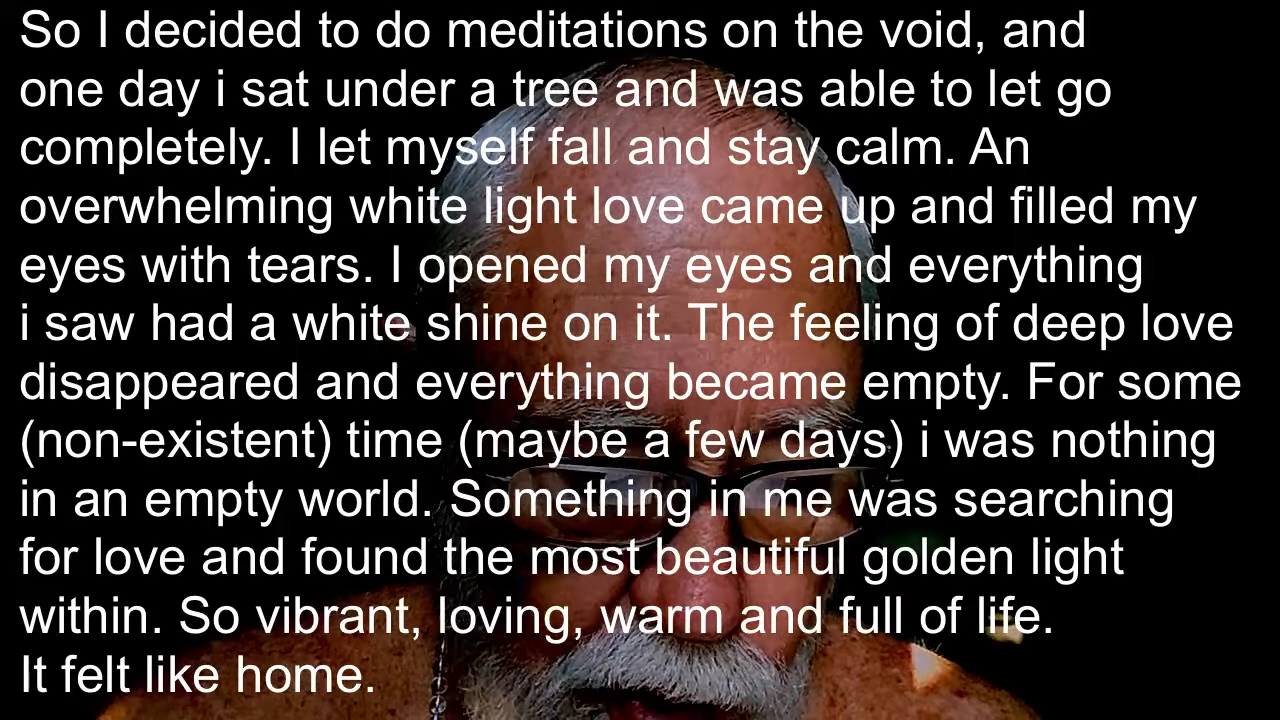 So I decided to do meditations on the void, and
one day i sat under a tree and was able to let go
completely. I let myself fall and stay calm. An
overwhelming white light love came up and filled my
eyes with tears. I opened my eyes and everything
i saw had a white shine on it. The feeling of deep love
disappeared and everything became empty. For some
(non-existent) time (maybe a few days) i was nothing
in an empty world. Something in me was searching
for love and found the most beautiful golden light
within. So vibrant, loving, warm and full of life.
It felt like home.